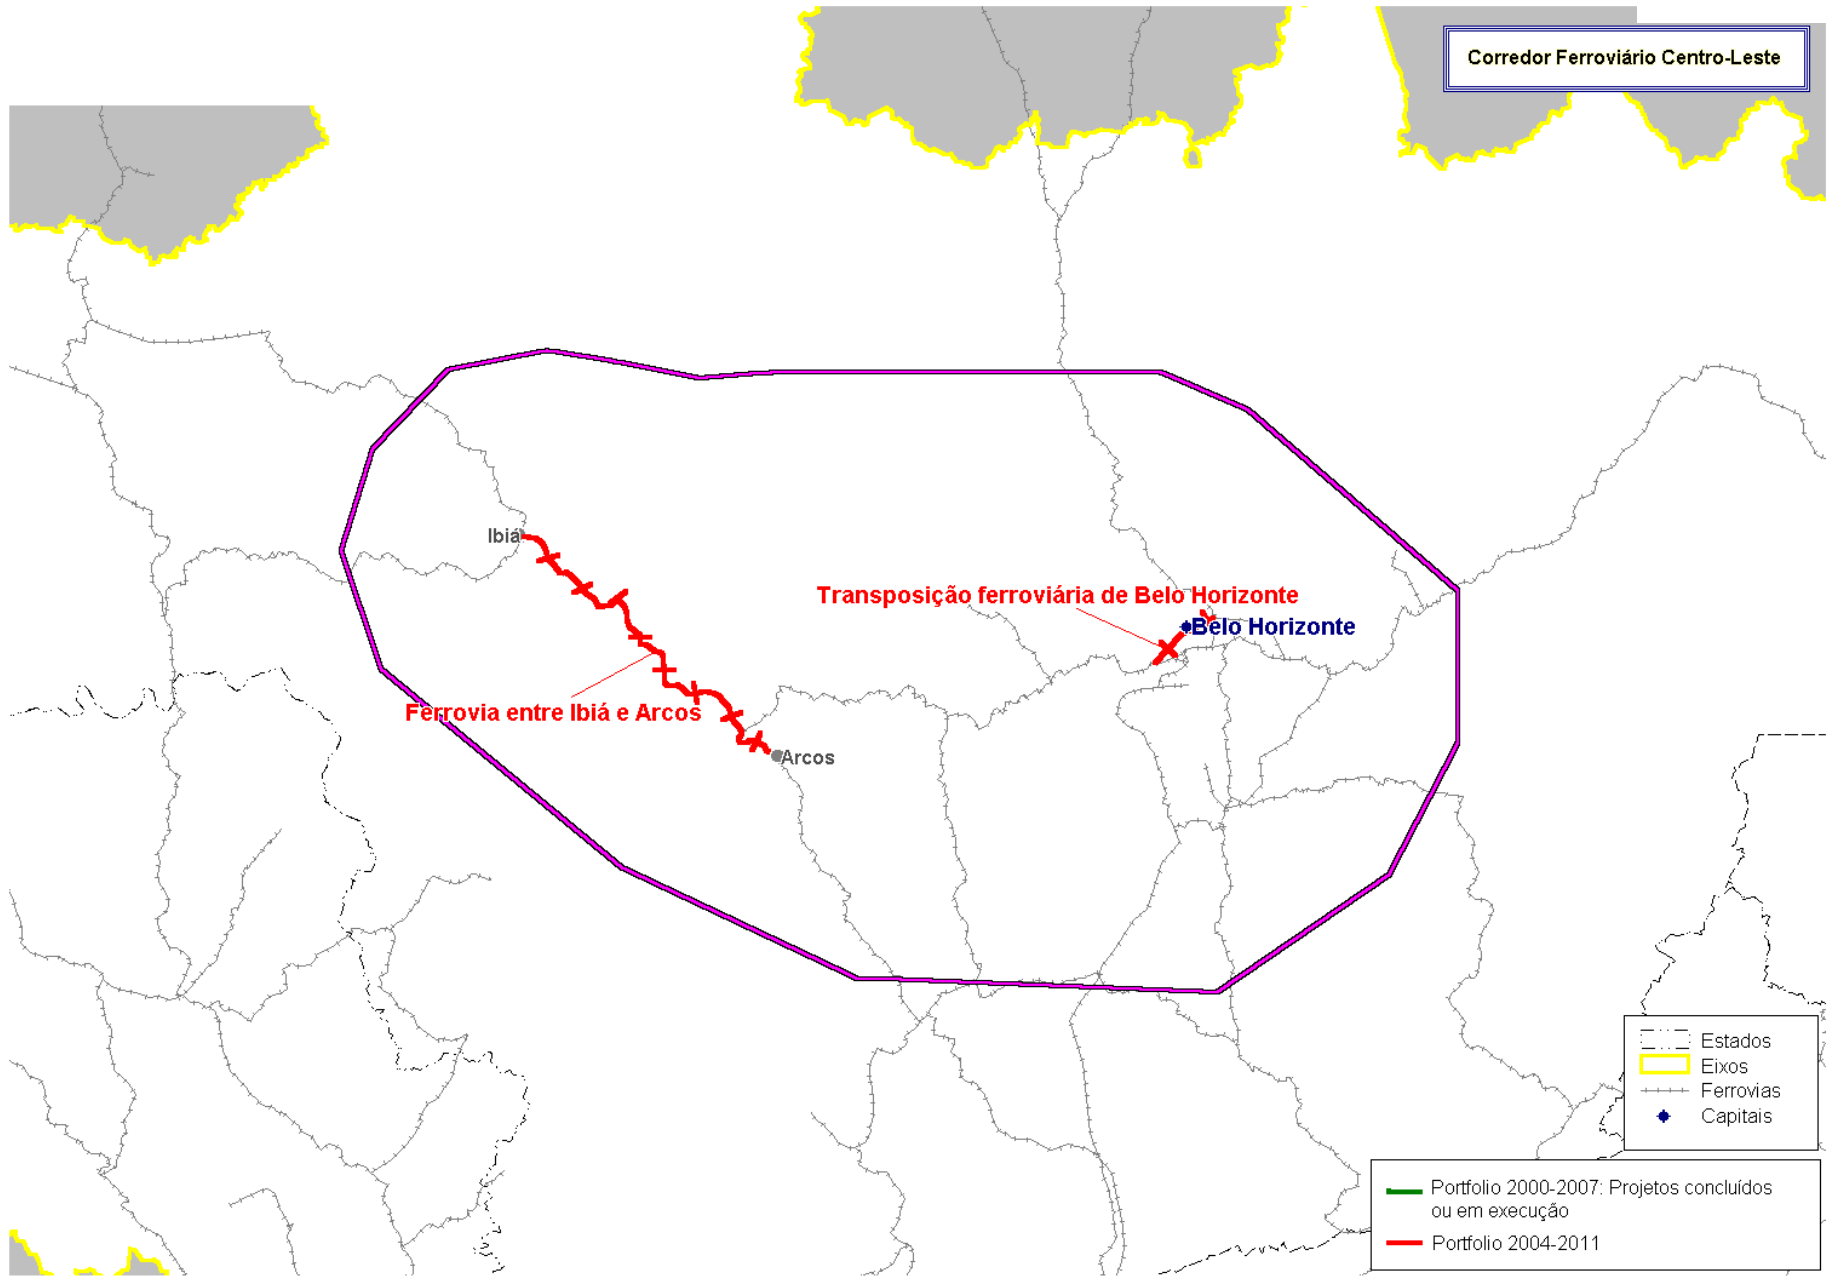 Corredor Ferroviário Centro-Leste
Ibiá
Transposição ferroviária de Belo Horizonte
Belo Horizonte
Ferrovia entre Ibiá e Arcos
Arcos
Estados
Eixos
Ferrovias
Capitais
Portfolio 2000-2007: Projetos concluídos
ou em execução
Portfolio 2004-2011